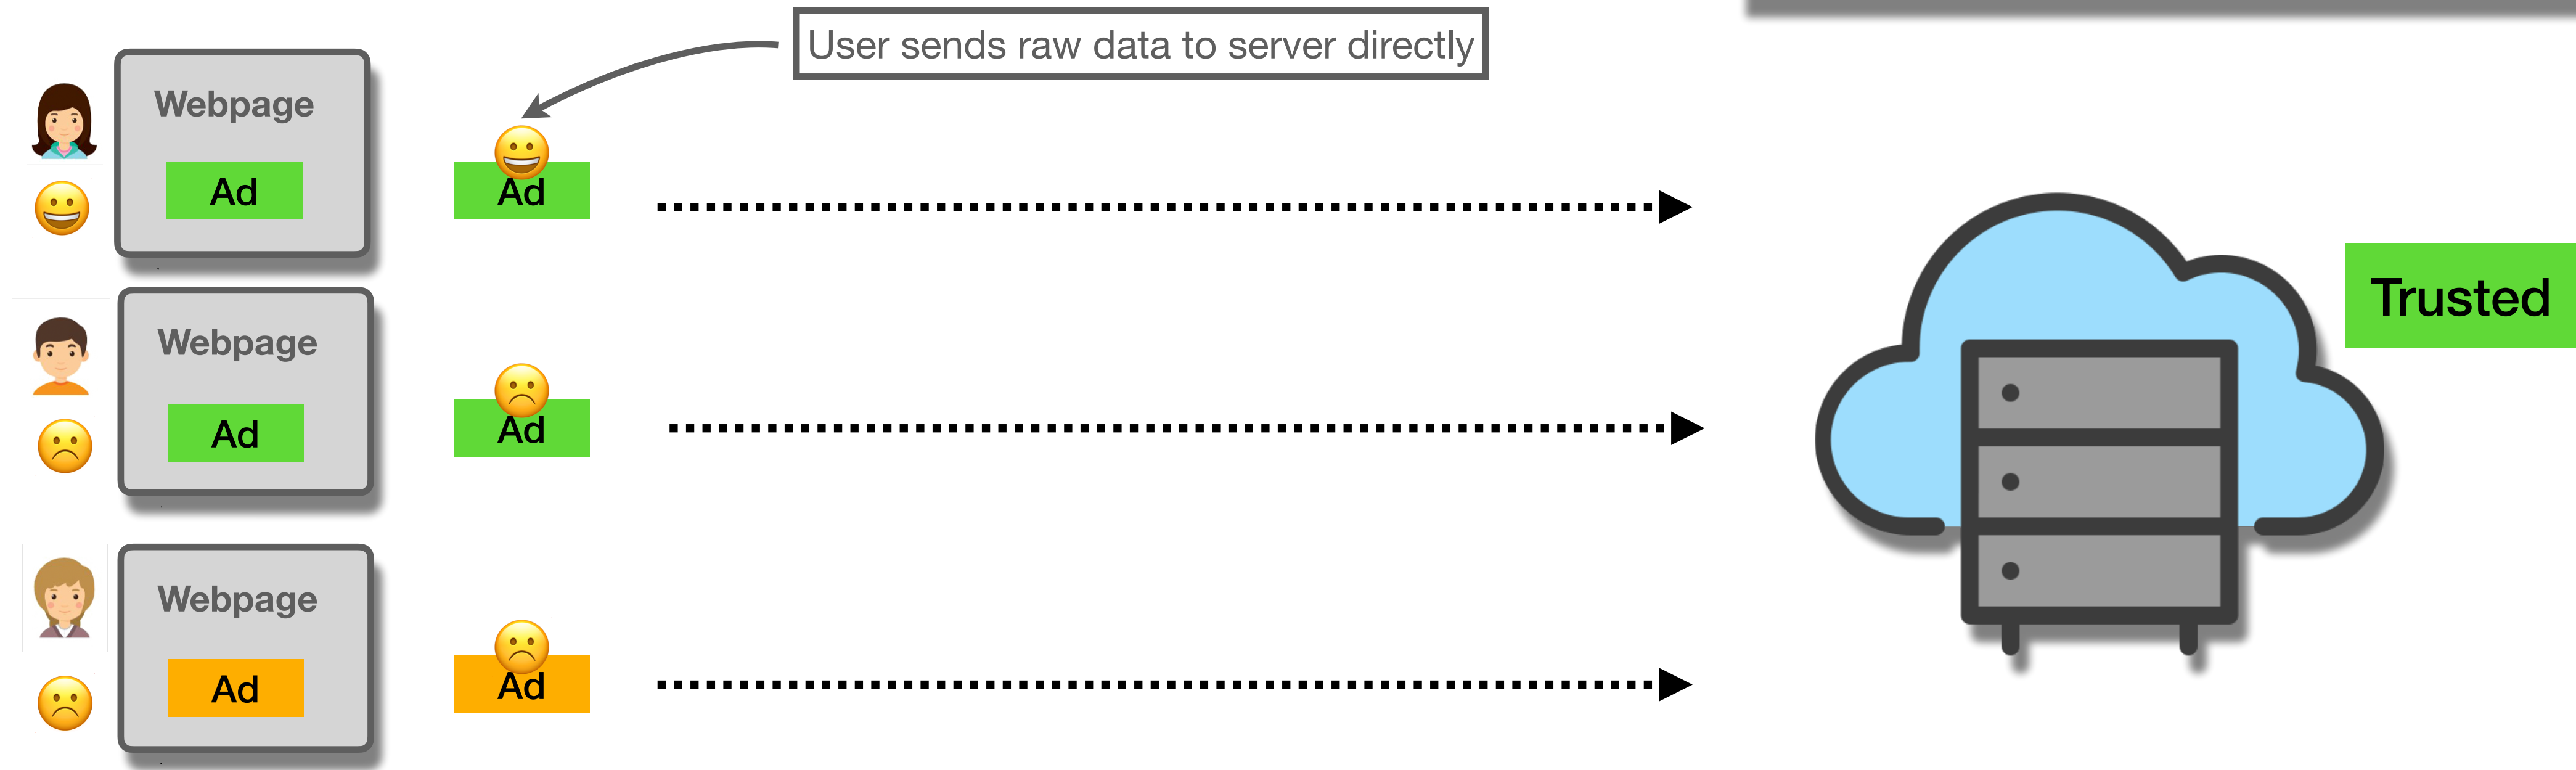 User sends raw data to server directly
Webpage
Ad
Ad
Trusted
Webpage
Ad
Ad
Webpage
Ad
Ad